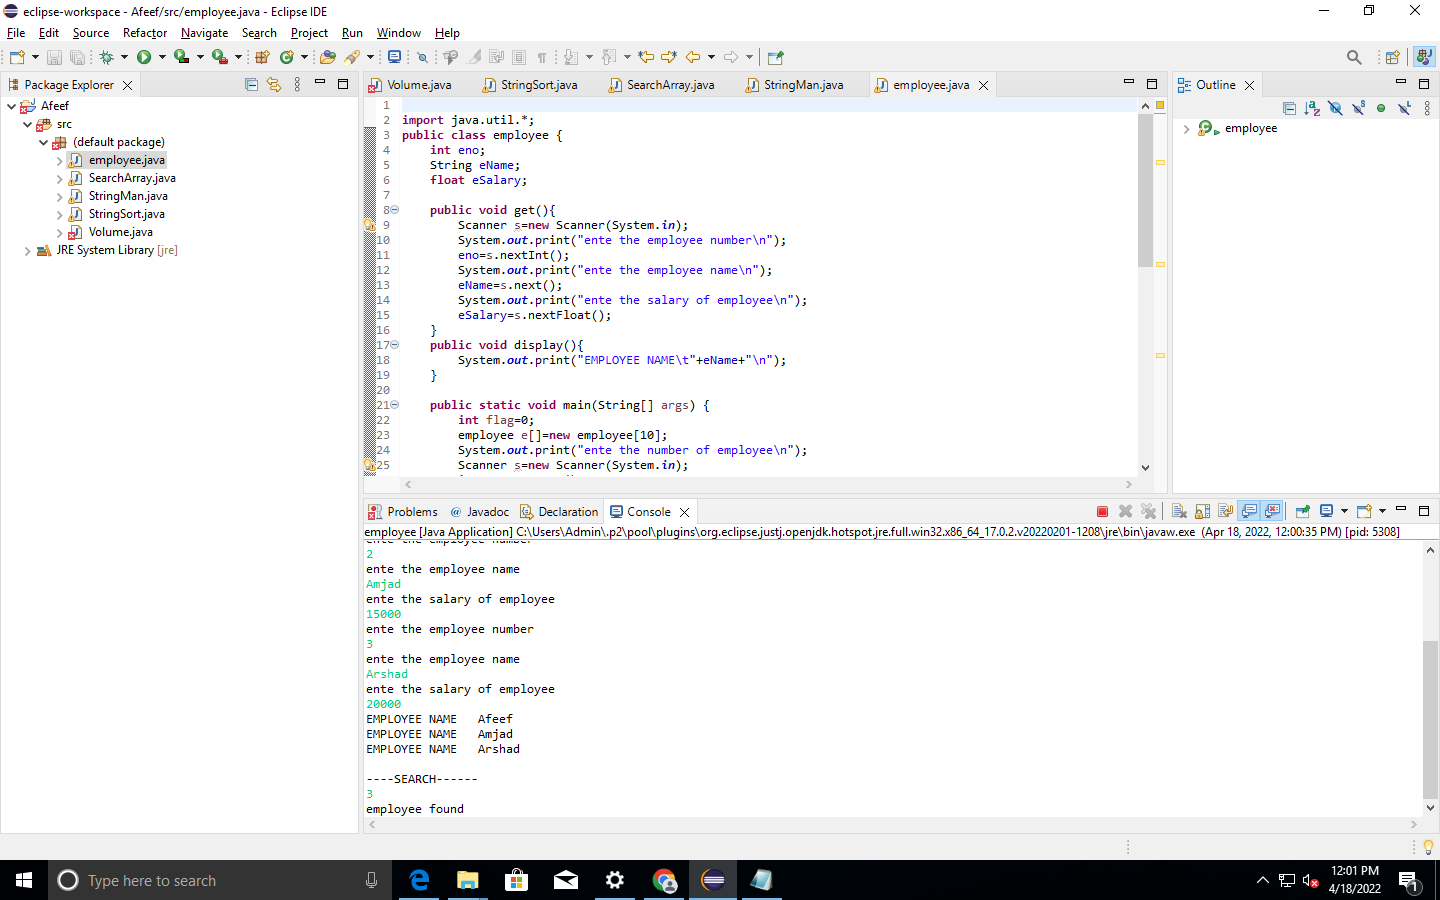 eclipse-workspace - Afeef/src/employee.java - Eclipse IDE
File Edit Source Refactor Navigate Search Project Run Window Help
Package Explorer
Afeef
src
(default package)
employee.java
SearchArray.java
StringMan.java
StringSort.java
Volume.java
JRE System Library [jre]
Volume.java StringSort.java SearchArray.java StringMan.java employee.java
1
2 import java.util.*;
3 public class employee {
4 int eno;
5 String eName;
6 float eSalary;
7
8 public void get(){
9 Scanner s=new Scanner(System.in);
10 System.out.print("ente the employee number\n");
11 eno=s.nextInt();
12 System.out.print("ente the employee name\n");
13 eName=s.next();
14 System.out.print("ente the salary of employee\n");
15 eSalary=s.nextFloat();
16 }
17 public void display(){
18 System.out.print("EMPLOYEE NAME\t"+eName+"\n");
19 }
20
21 public static void main(String[] args) {
22 int flag=0;
23 employee e[]=new employee[10];
24 System.out.print("ente the number of employee\n");
25 Scanner s=new Scanner(System.in);
Outline
employee
Problems @ Javadoc Declaration Console
employee [Java Application] C:\Users\Admin\.p2\pool\plugins\org.eclipse.justj.openjdk.hotspot.jre.full.win32.x86_64_17.0.2.v20220201-1208\jre\bin\javaw.exe (Apr 18, 2022, 12:00:35 PM) [pid: 5308]
ente the employee number
2
ente the employee name
Amjad
ente the salary of employee
15000
ente the employee number
3
ente the employee name
Arshad
ente the salary of employee
20000
EMPLOYEE NAME Afeef
EMPLOYEE NAME Amjad
EMPLOYEE NAME Arshad
----SEARCH------
3
employee found
Type here to search
12:01 PM
4/18/2022
1